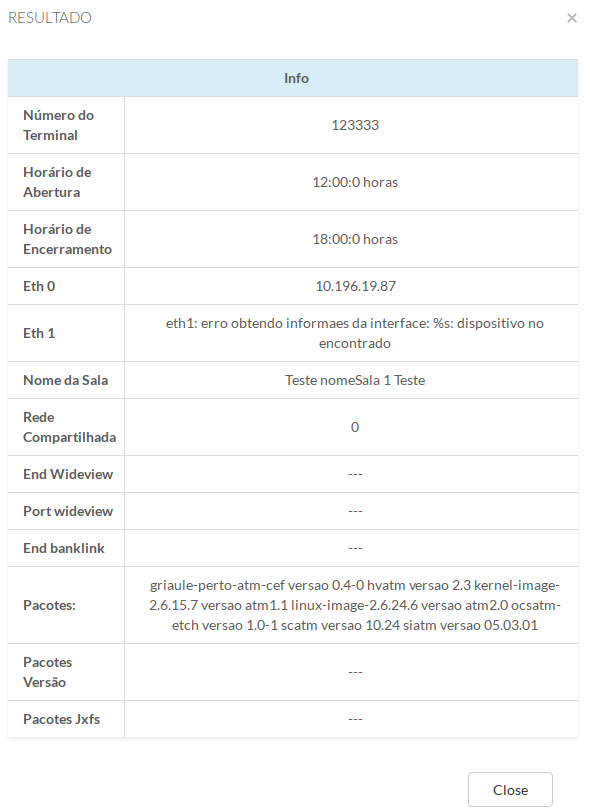 RESULTADO ×
Info
Número do
Terminal
123333
Horário de
Abertura
12:00:0 horas
Horário de
Encerramento
18:00:0 horas
Eth 0
10.196.19.87
Eth 1
eth1: erro obtendo informaes da interface: %s: dispositivo no
encontrado
Nome da Sala
Teste nomeSala 1 Teste
Rede
Compartilhada
0
End Wideview
---
Port wideview
---
End banklink
---
Pacotes:
griaule-perto-atm-cef versao 0.4-0 hvatm versao 2.3 kernel-image-
2.6.15.7 versao atm1.1 linux-image-2.6.24.6 versao atm2.0 ocsatm-
etch versao 1.0-1 scatm versao 10.24 siatm versao 05.03.01
Pacotes
Versão
---
Pacotes Jxfs
---
Close